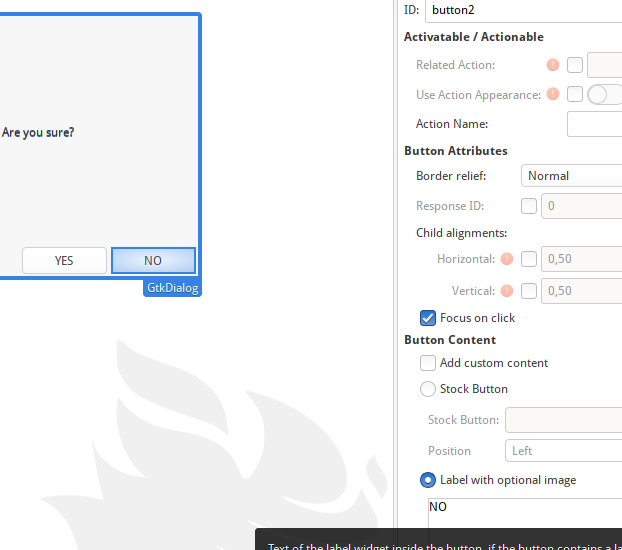 ID: button2
Activatable / Actionable
Related Action:
Use Action Appearance:
Action Name:
Button Attributes
Border relief: Normal
Response ID: 0
Child alignments:
Horizontal: 0,50
Vertical: 0,50
Focus on click
Button Content
Add custom content
Stock Button
Stock Button:
Position Left
Label with optional image
NO
Are you sure?
YES NO
GtkDialog
Text of the label widget inside the button, if the button contains a